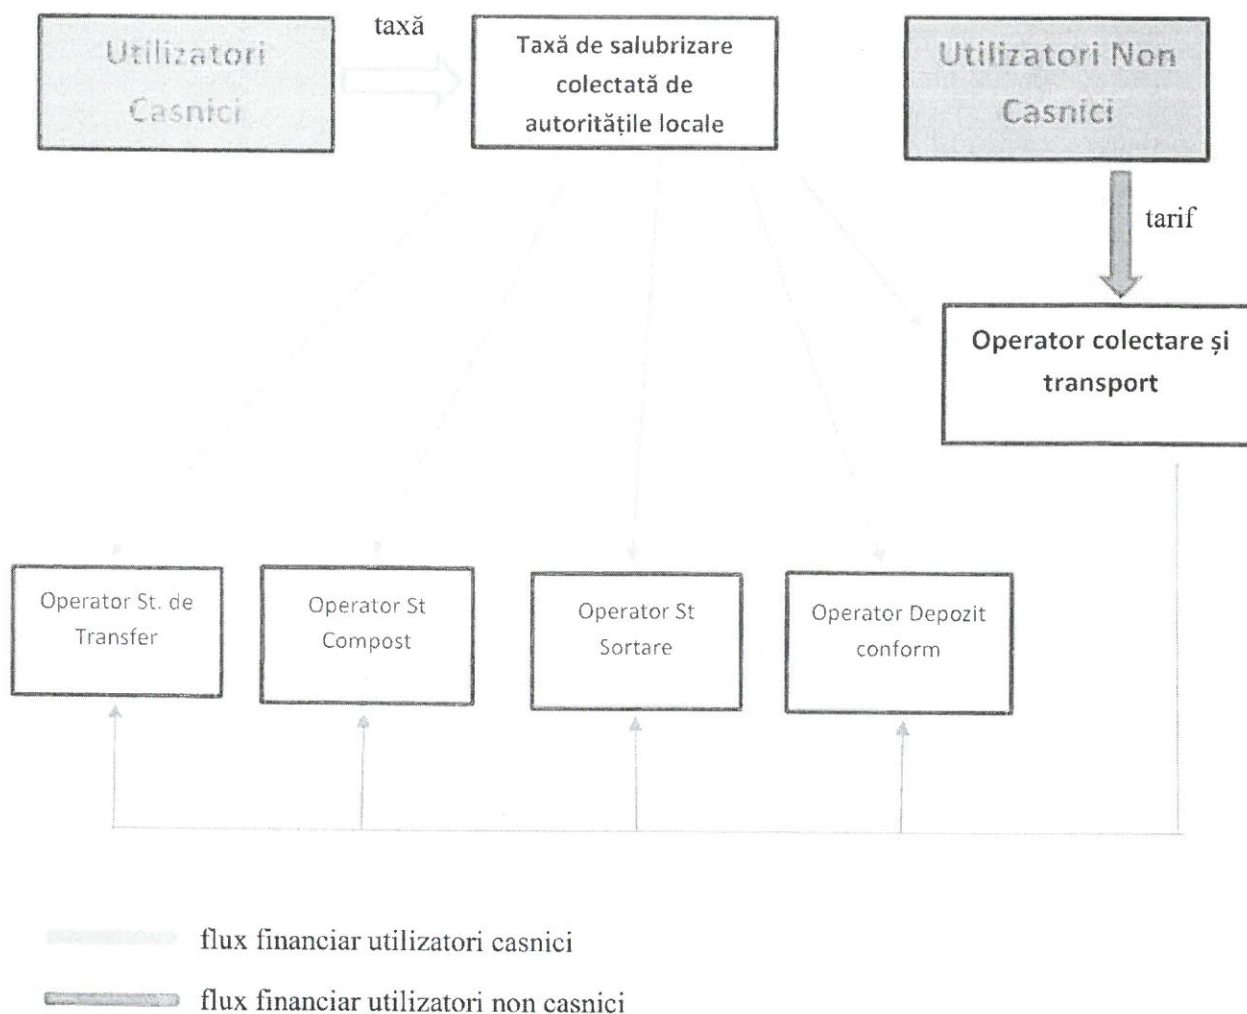 Utilizatori
Casnici
taxă
Taxă de salubrizare
colectată de
autoritățile locale
Utilizatori Non
Casnici
tarif
Operator colectare și
transport
Operator St. de
Transfer
Operator St
Compost
Operator St
Sortare
Operator Depozit
conform
flux financiar utilizatori casnici
flux financiar utilizatori non casnici